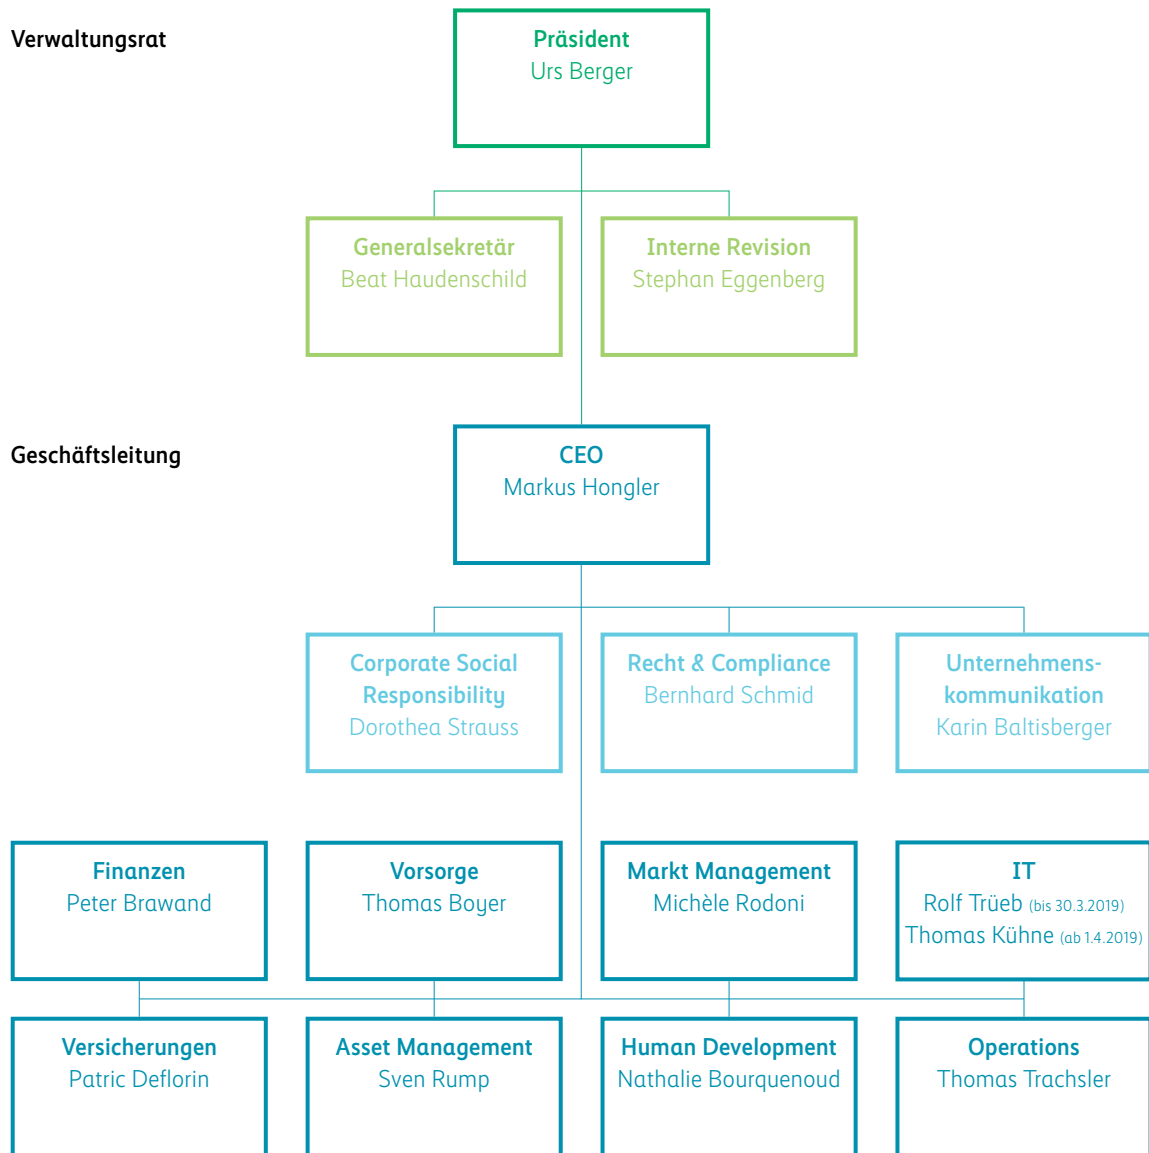 Verwaltungsrat
Präsident
Urs Berger
Generalsekretär
Beat Haudenschild
Interne Revision
Stephan Eggenberg
Geschäftsleitung
CEO
Markus Hongler
Corporate Social
Responsibility
Dorothea Strauss
Recht & Compliance
Bernhard Schmid
Unternehmens-
kommunikation
Karin Baltisberger
Finanzen
Peter Brawand
Vorsorge
Thomas Boyer
Markt Management
Michèle Rodoni
IT
Rolf Trüeb (bis 30.3.2019)
Thomas Kühne (ab 1.4.2019)
Versicherungen
Patric Deflorin
Asset Management
Sven Rump
Human Development
Nathalie Bourquenoud
Operations
Thomas Trachsler